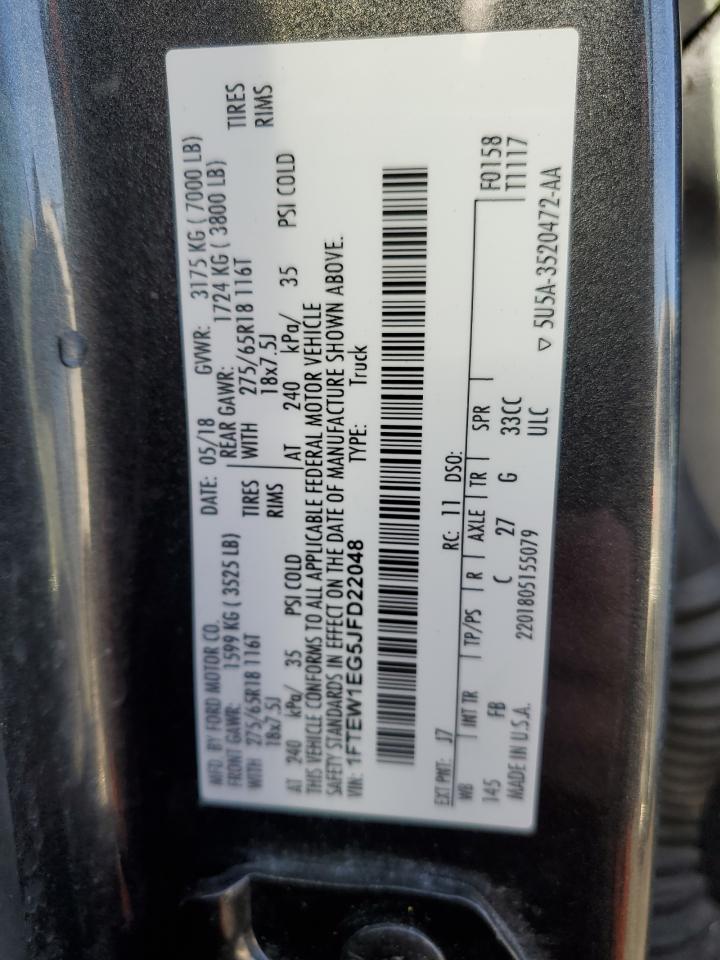 MFD BY FORD MOTOR CO.
DATE: 05/18 GVWR: 3175 KG ( 7000 LB)
FRONT GAWR: 1599 KG ( 3525 LB) REAR GAWR: 1724 KG ( 3800 LB)
WITH 275/65R18 116T TIRES WITH 275/65R18 116T TIRES
18x7.5J RIMS 18x7.5J RIMS
AT 240 kPa/ 35 PSI COLD AT 240 kPa/ 35 PSI COLD
THIS VEHICLE CONFORMS TO ALL APPLICABLE FEDERAL MOTOR VEHICLE
SAFETY STANDARDS IN EFFECT ON THE DATE OF MANUFACTURE SHOWN ABOVE.
VIN: 1FTEW1EG5JFD22048 TYPE: Truck
EXT PNT: J7 RC: 11 DSO: F0158
WB INT TR TP/PS R AXLE TR SPR T1117
145 FB C 27 G 33CC
MADE IN U.S.A. 2201805155079 ULC
▽ 5U5A-3520472-AA